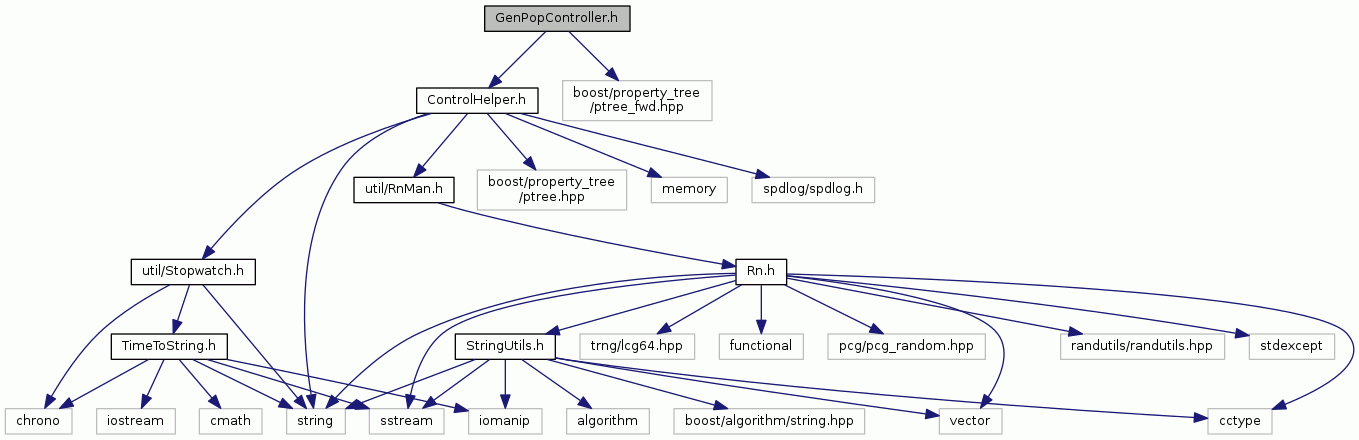 GenPopController.h
ControlHelper.h
boost/property_tree
/ptree_fwd.hpp
util/RnMan.h
boost/property_tree
/ptree.hpp
memory
spdlog/spdlog.h
util/Stopwatch.h
Rn.h
TimeToString.h
StringUtils.h
trng/lcg64.hpp
functional
pcg/pcg_random.hpp
randutils/randutils.hpp
stdexcept
chrono
iostream
cmath
string
sstream
iomanip
algorithm
boost/algorithm/string.hpp
vector
cctype